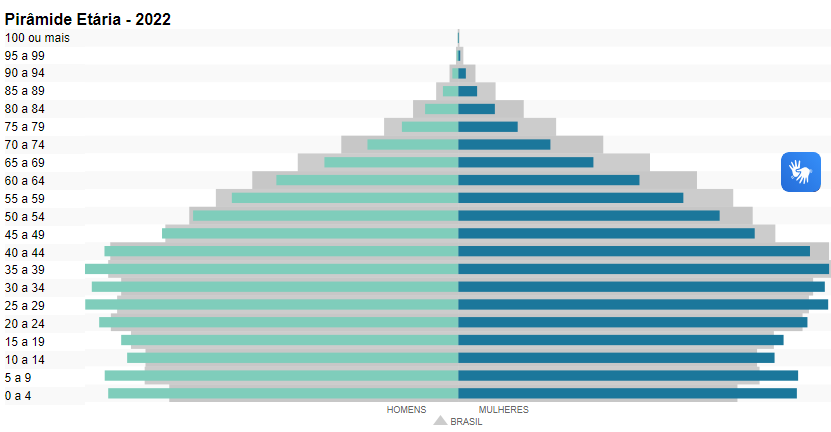 Pirâmide Etária - 2022
100 ou mais
95 a 99
90 a 94
85 a 89
80 a 84
75 a 79
70 a 74
65 a 69
60 a 64
55 a 59
50 a 54
45 a 49
40 a 44
35 a 39
30 a 34
25 a 29
20 a 24
15 a 19
10 a 14
5 a 9
0 a 4
HOMENS MULHERES
BRASIL